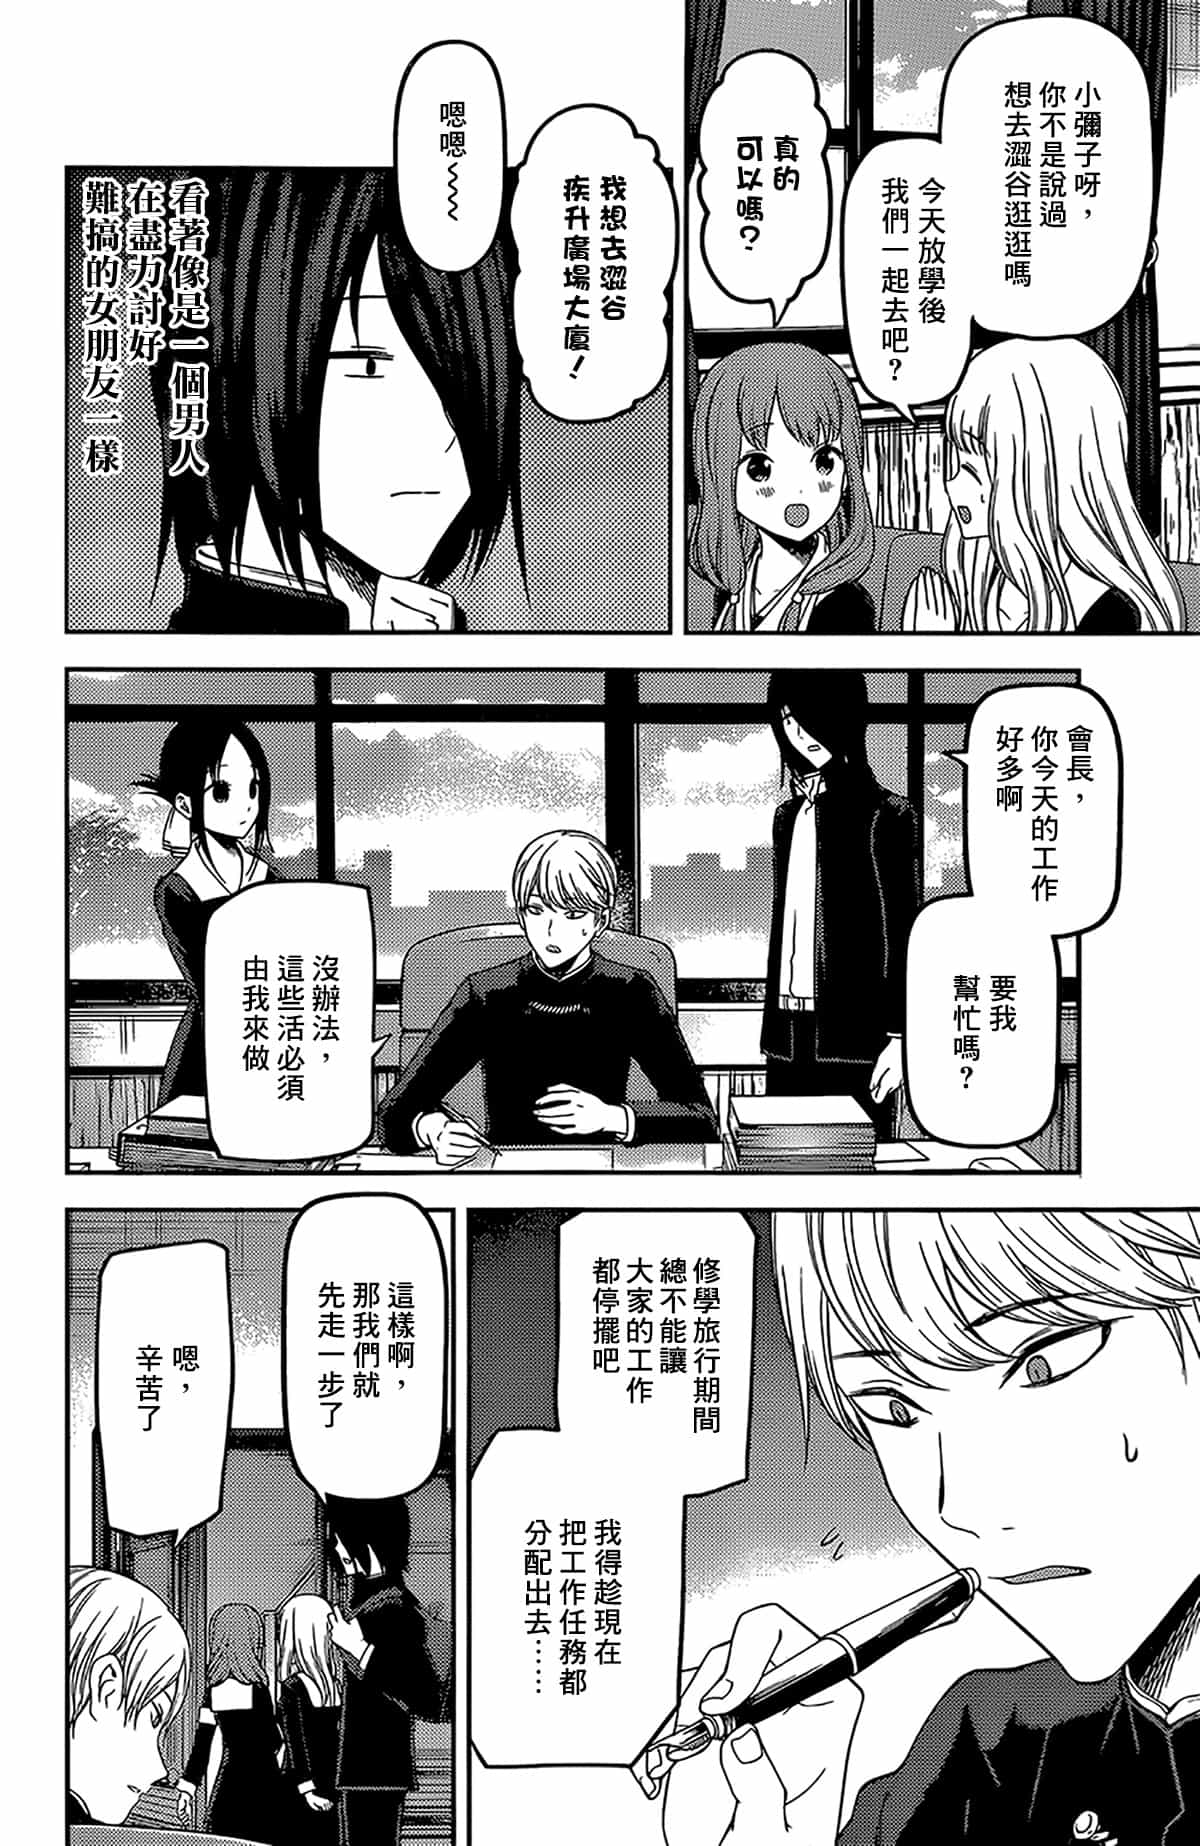 小彌子呀，
你不是說過
想去澀谷逛逛嗎
今天放學後
我們一起去吧？
真的
可以嗎？
我想去澀谷
疾升廣場大廈！
嗯嗯~~~~
看著像是一個男人
在盡力討好
難搞的女朋友一樣
會長，
你今天的工作
好多啊
要我
幫忙嗎？
沒辦法，
這些活必須
由我來做
修學旅行期間
總不能讓
大家的工作
都停擺吧
我得趁現在
把工作任務都
分配出去……
這樣啊，
那我們就
先走一步了
嗯，
辛苦了